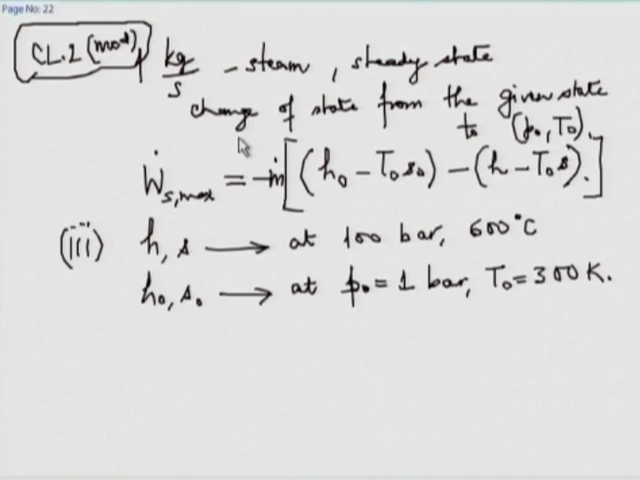 Page No: 22
CL.2 (mod) 1 kg/s - steam, steady state
change of state from the given state
to (p₀, T₀).
Ẇs,max = -ṁ[(h₀ - T₀s₀) - (h - T₀s).]
(iii) h, s → at 100 bar, 600°C
h₀, s₀ → at p₀ = 1 bar, T₀ = 300 K.